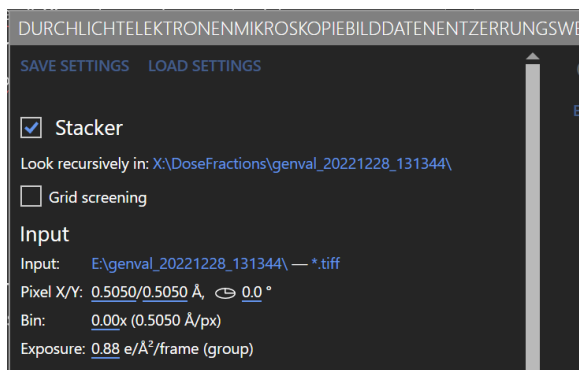 DURCHLICHTELEKTRONENMIKROSKOPIEBILDDATENENTZERRUNGSWE
SAVE SETTINGS LOAD SETTINGS
Stacker
Look recursively in: X:\DoseFractions\genval_20221228_131344\
Grid screening
Input
Input: E:\genval_20221228_131344\ — *.tiff
Pixel X/Y: 0.5050/0.5050 Å, 0.0 °
Bin: 0.00x (0.5050 Å/px)
Exposure: 0.88 e/Å²/frame (group)